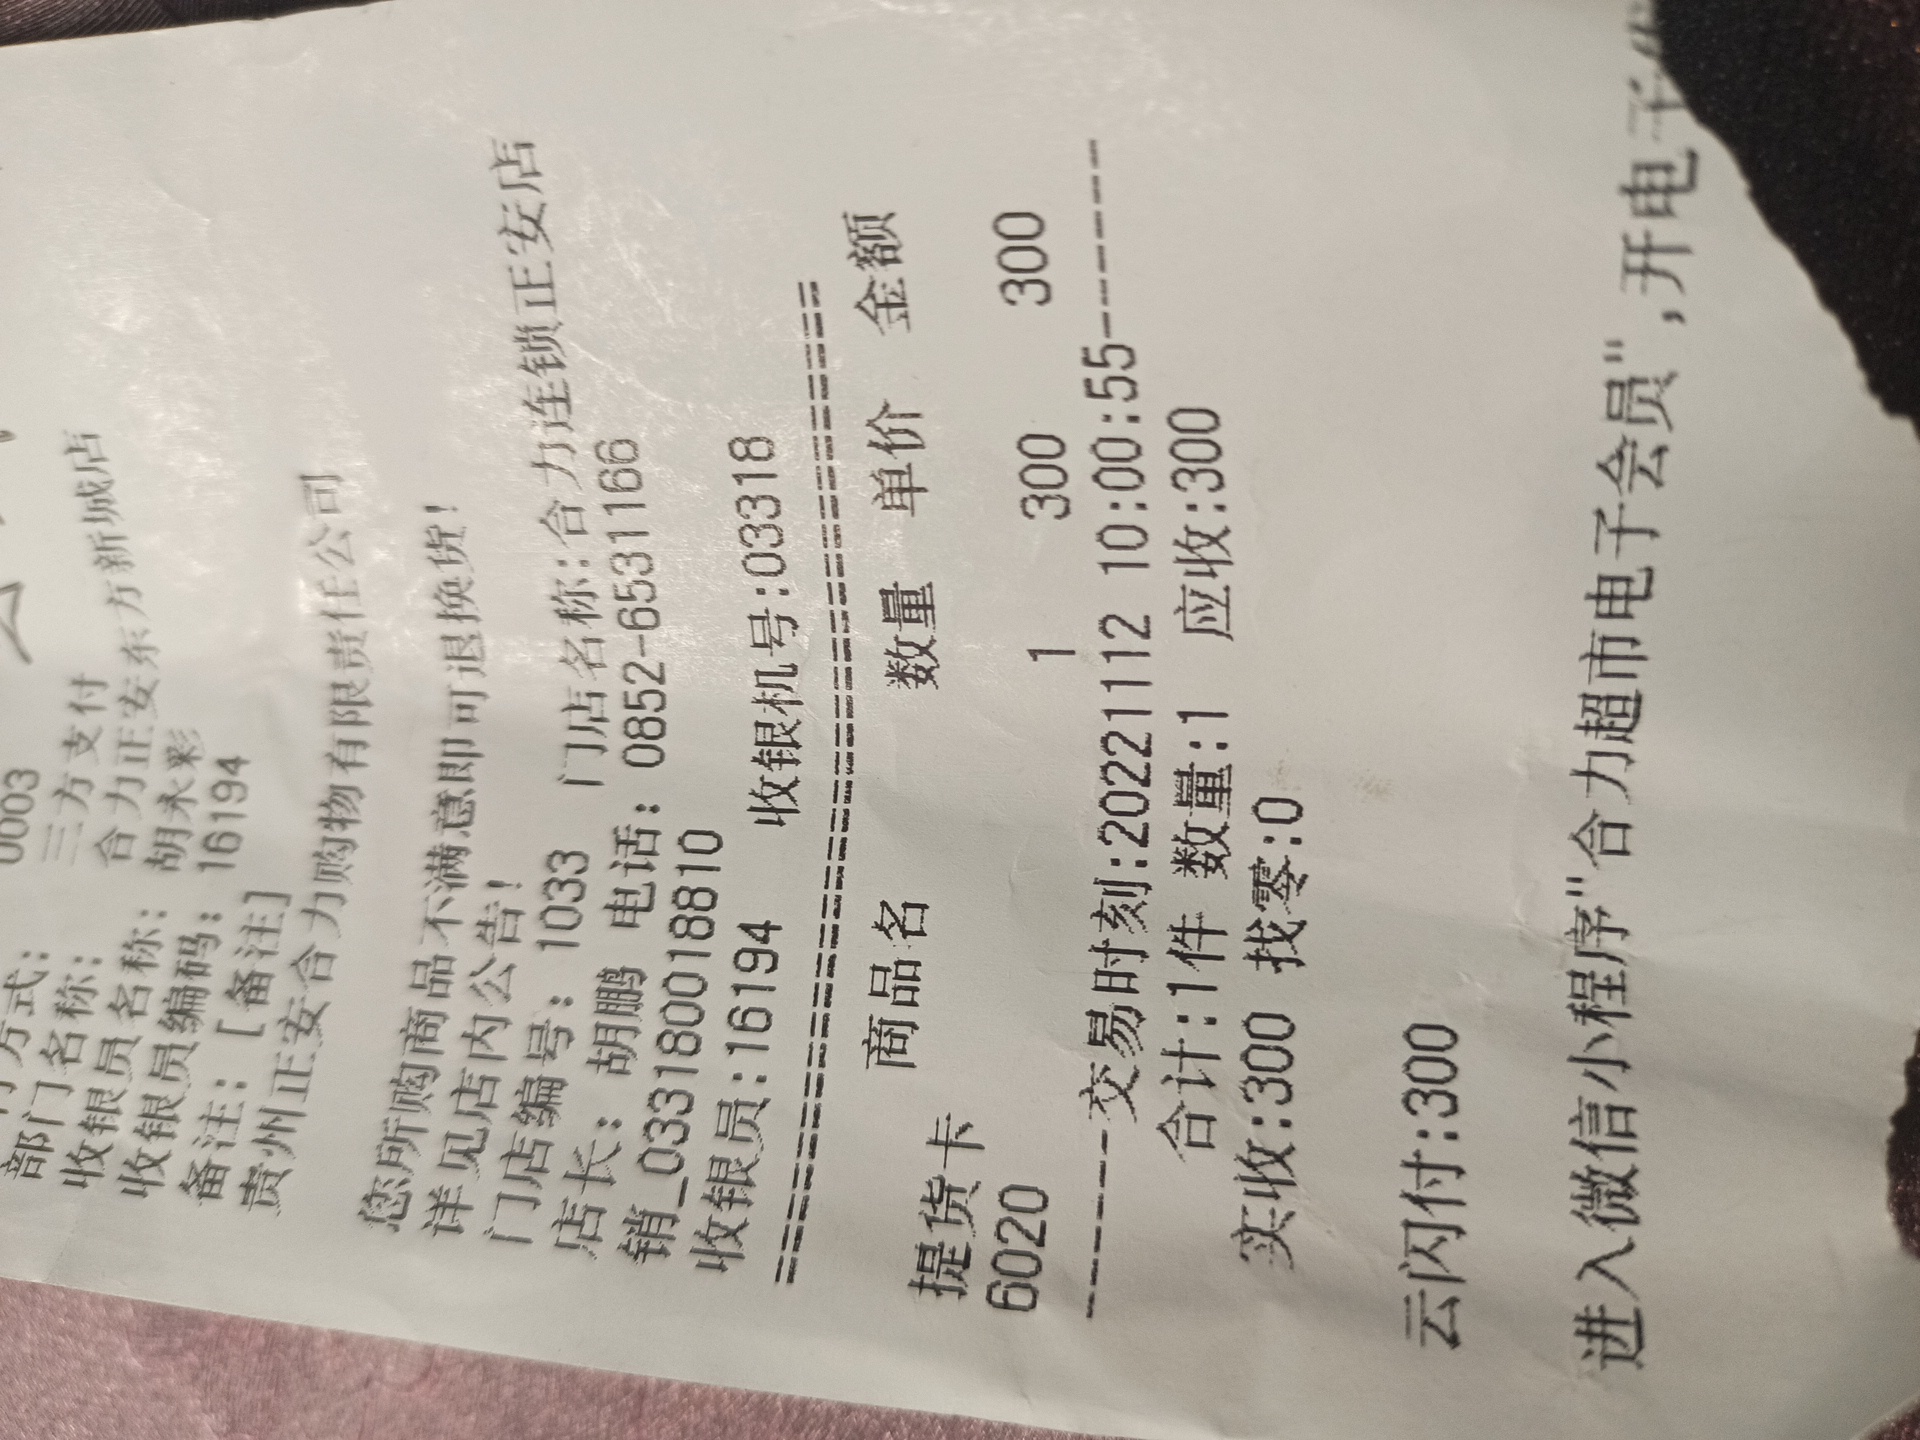 0003
方式:
三方支付
部门名称:
合力正安东方新城店
收银员名称:
胡永彩
收银员编码:
16194
备注: [备注]
贵州正安合力购物有限责任公司
您所购商品不满意即可退换货!
详见店内公告!
门店编号: 1033 门店名称:合力连锁正安店
店长: 胡鹏 电话: 0852-6531166
销_033180018810
收银员:16194 收银机号:03318
商品名 数量 单价 金额
提货卡
6020 1 300 300
-----交易时刻:20221112 10:00:55------
合计:1件 数量:1 应收:300
实收:300 找零:0
云闪付:300
进入微信小程序"合力超市电子会员",开电子